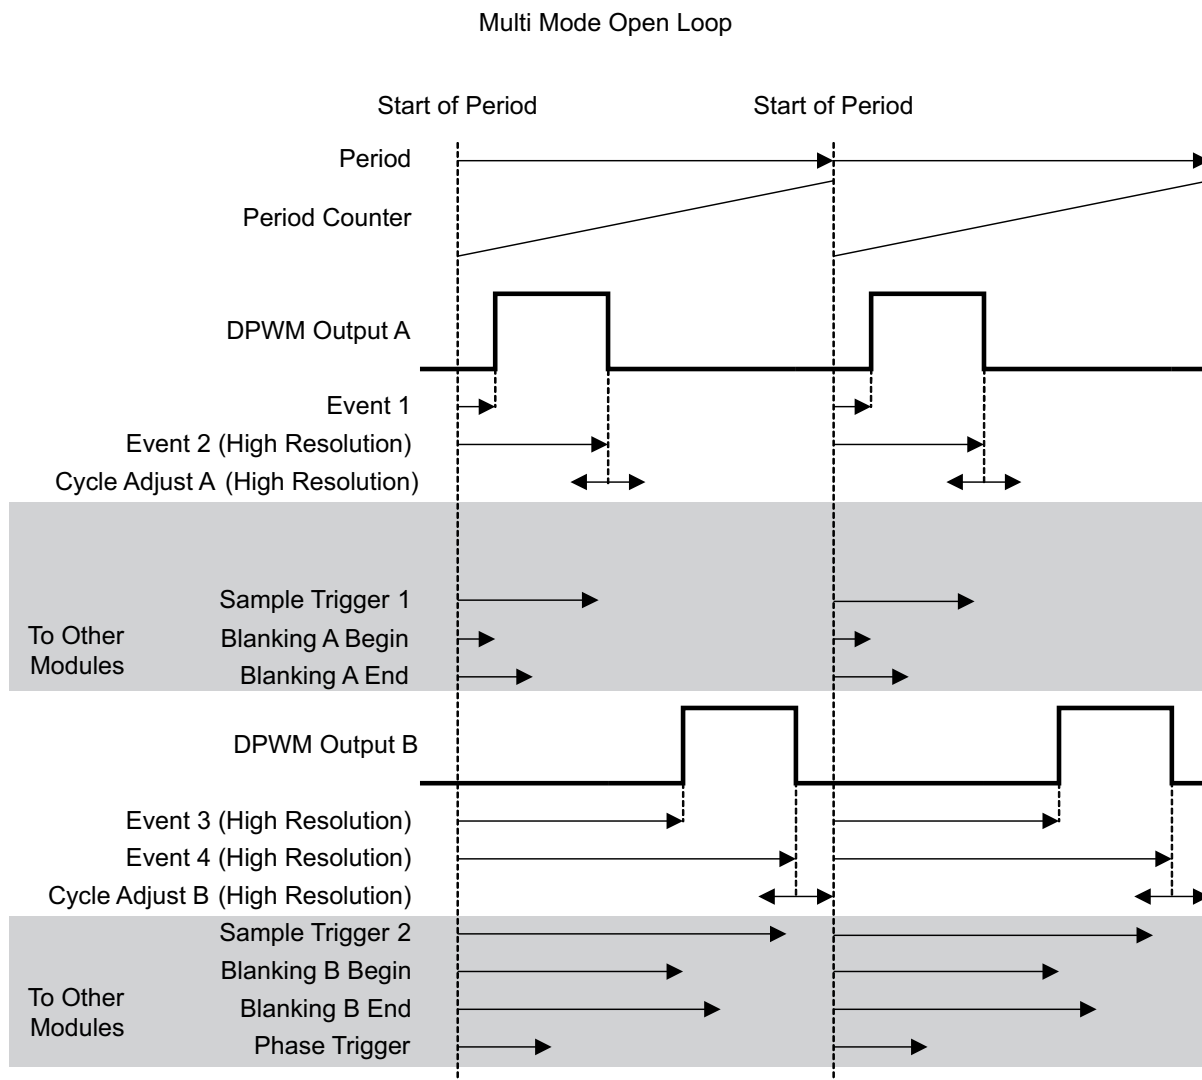 Multi Mode Open Loop
Start of Period
Start of Period
Period
Period Counter
DPWM Output A
Event 1
Event 2 (High Resolution)
Cycle Adjust A (High Resolution)
To Other
Modules
Sample Trigger 1
Blanking A Begin
Blanking A End
DPWM Output B
Event 3 (High Resolution)
Event 4 (High Resolution)
Cycle Adjust B (High Resolution)
To Other
Modules
Sample Trigger 2
Blanking B Begin
Blanking B End
Phase Trigger